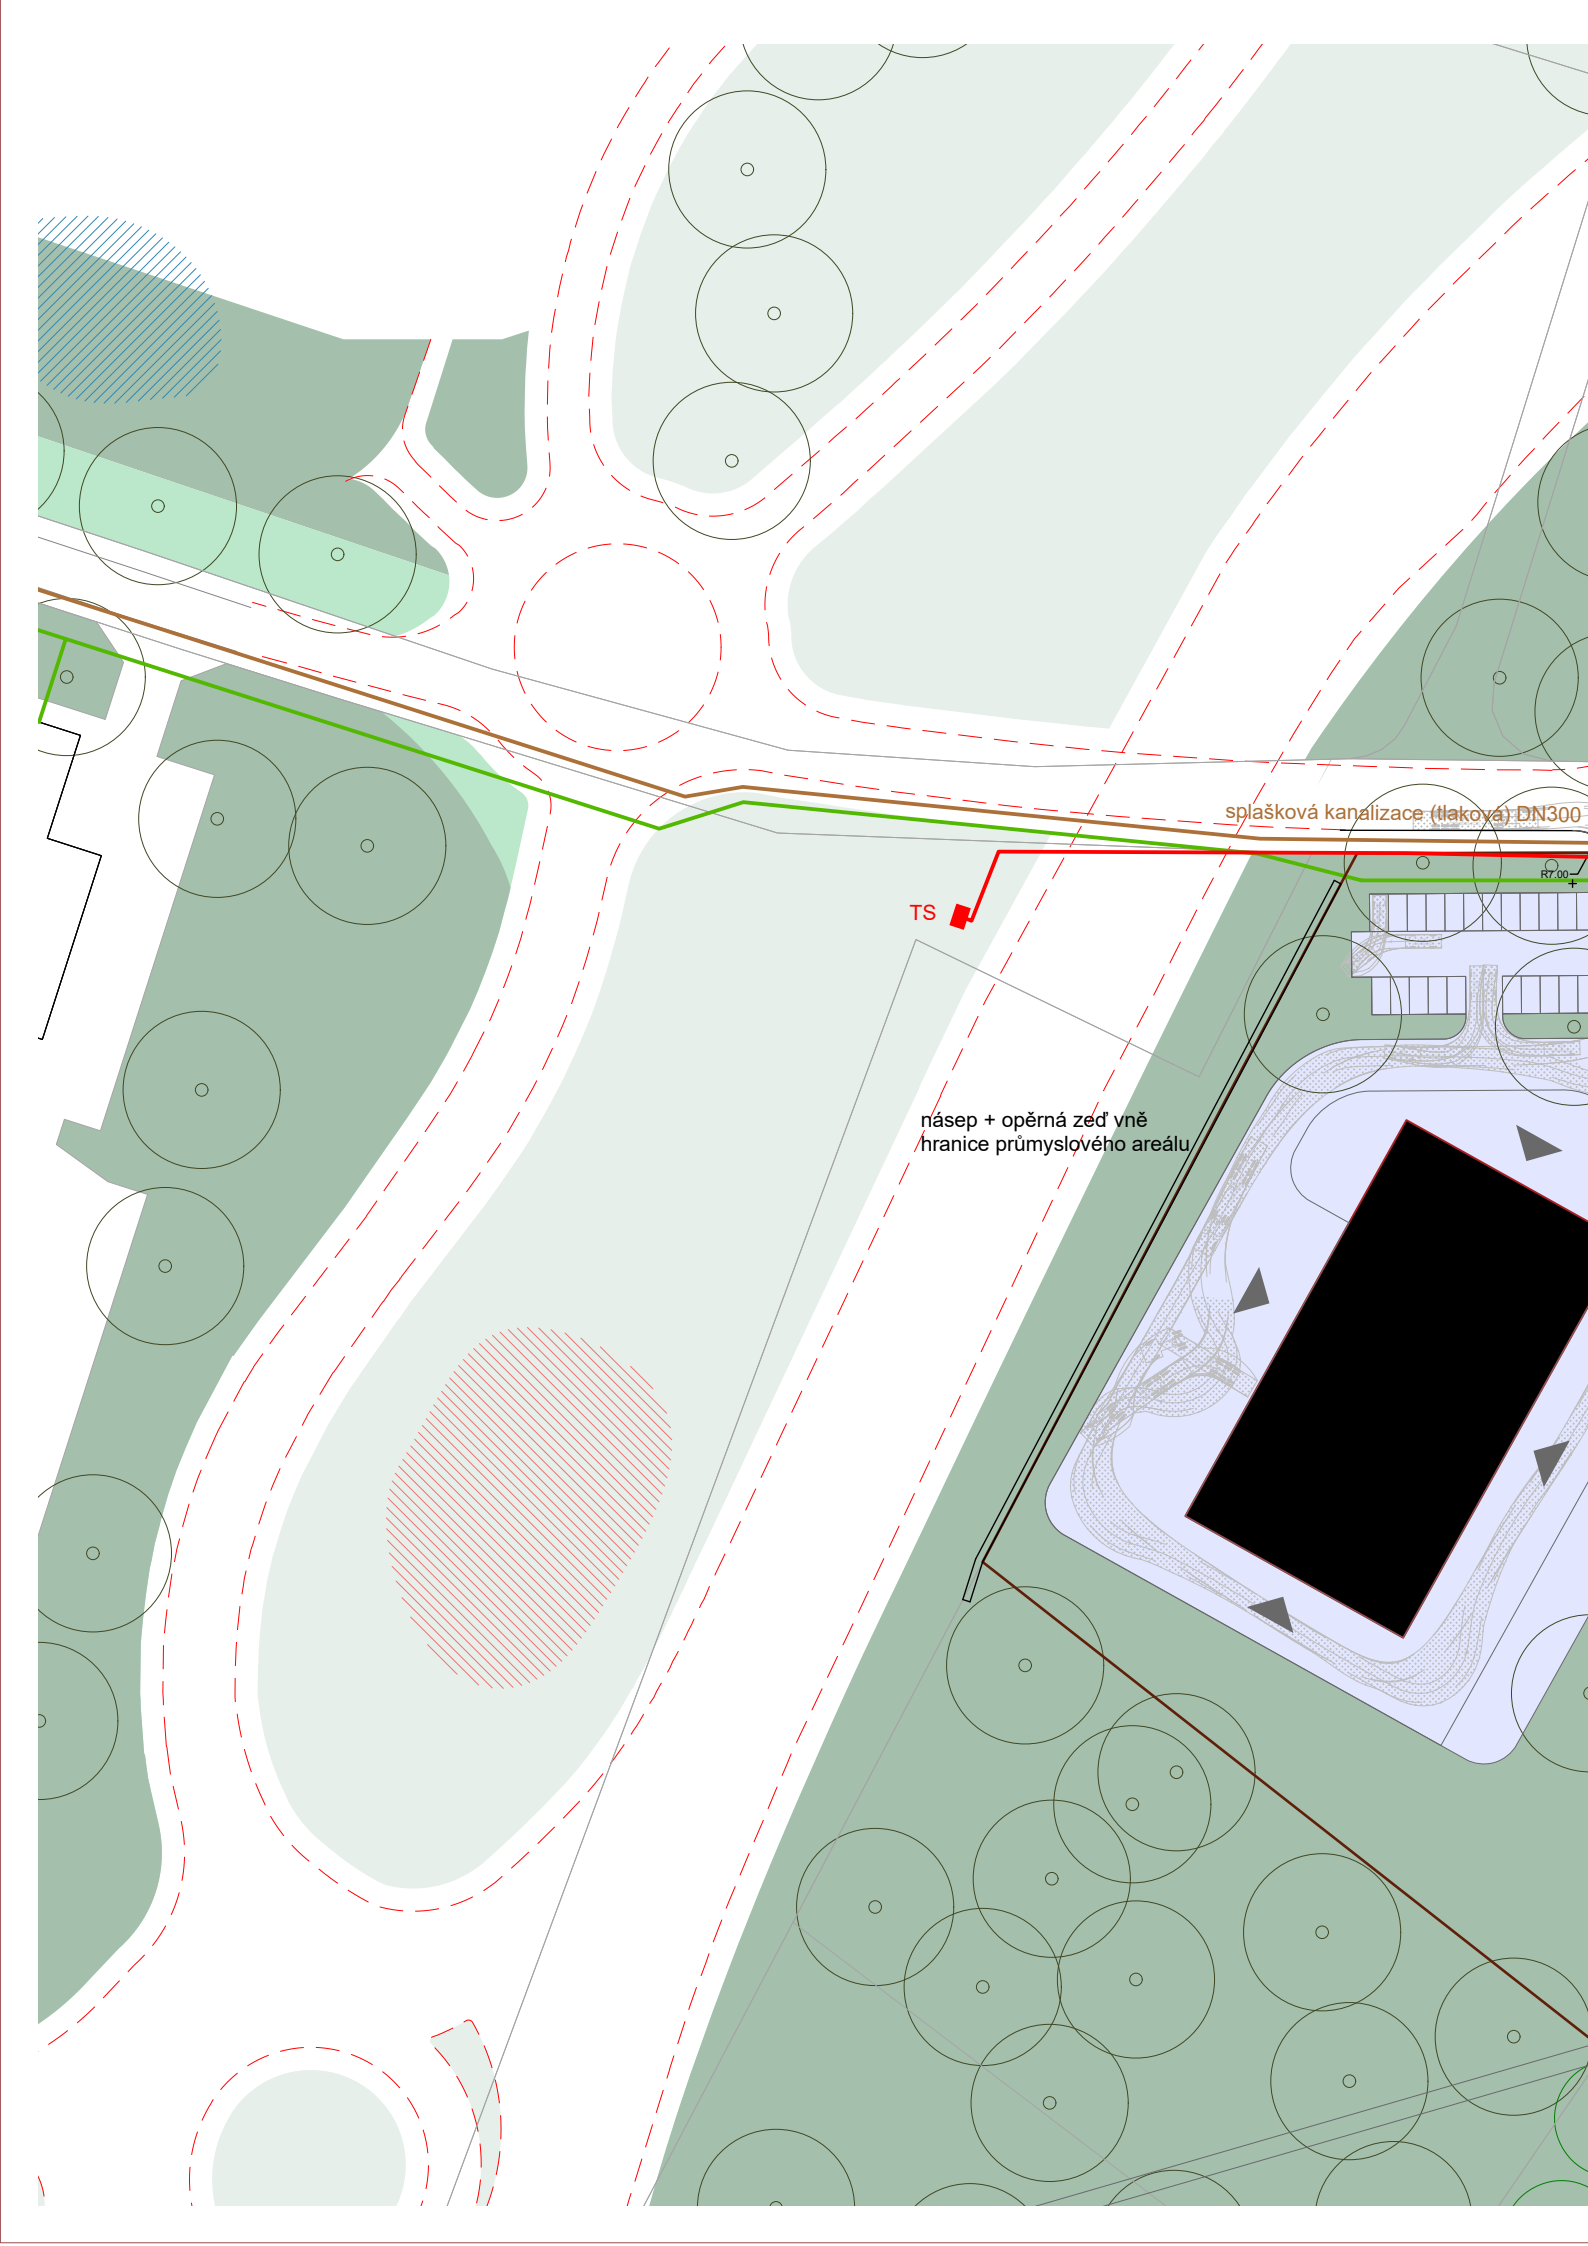 splašková kanalizace (tlaková) DN300
R7.00
TS
násep + opěrná zeď vně
hranice průmyslového areálu